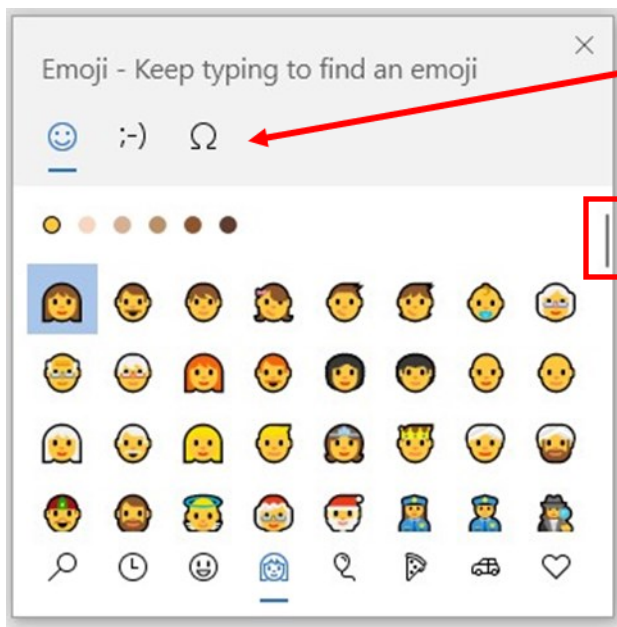 Emoji - Keep typing to find an emoji
;-) Ω